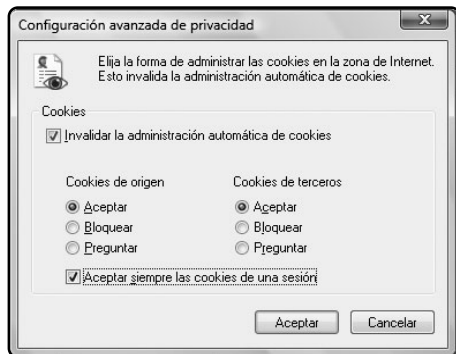 Configuración avanzada de privacidad
Elija la forma de administrar las cookies en la zona de Internet.
Esto invalida la administración automática de cookies.
Cookies
Invalidar la administración automática de cookies
Cookies de origen Cookies de terceros
Aceptar Aceptar
Bloquear Bloquear
Preguntar Preguntar
Aceptar siempre las cookies de una sesión
Aceptar Cancelar